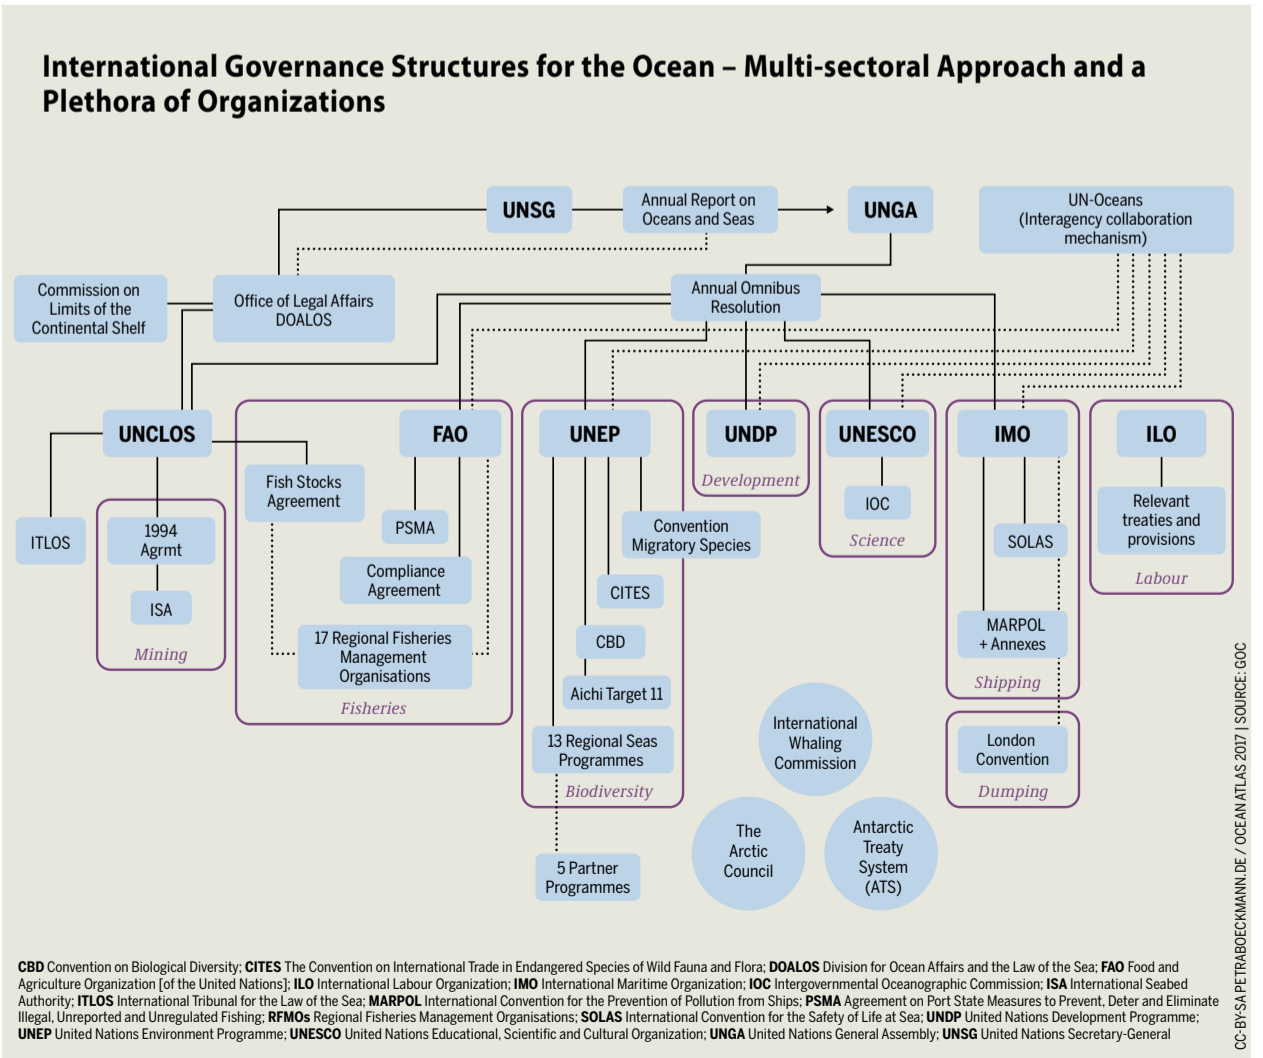 International Governance Structures for the Ocean – Multi-sectoral Approach and a
Plethora of Organizations
UNSG
Annual Report on
Oceans and Seas
UNGA
UN-Oceans
(Interagency collaboration
mechanism)
Commission on
Limits of the
Continental Shelf
Office of Legal Affairs
DOALOS
Annual Omnibus
Resolution
UNCLOS
FAO
UNEP
UNDP
UNESCO
IMO
ILO
ITLOS
1994
Agrmt
ISA
Mining
Fish Stocks
Agreement
PSMA
Compliance
Agreement
17 Regional Fisheries
Management
Organisations
Fisheries
Convention
Migratory Species
CITES
CBD
Aichi Target 11
13 Regional Seas
Programmes
Biodiversity
5 Partner
Programmes
Development
IOC
Science
SOLAS
MARPOL
+ Annexes
Shipping
London
Convention
Dumping
Relevant
treaties and
provisions
Labour
International
Whaling
Commission
The
Arctic
Council
Antarctic
Treaty
System
(ATS)
CBD Convention on Biological Diversity; CITES The Convention on International Trade in Endangered Species of Wild Fauna and Flora; DOALOS Division for Ocean Affairs and the Law of the Sea; FAO Food and
Agriculture Organization [of the United Nations]; ILO International Labour Organization; IMO International Maritime Organization; IOC Intergovernmental Oceanographic Commission; ISA International Seabed
Authority; ITLOS International Tribunal for the Law of the Sea; MARPOL International Convention for the Prevention of Pollution from Ships; PSMA Agreement on Port State Measures to Prevent, Deter and Eliminate
Illegal, Unreported and Unregulated Fishing; RFMOs Regional Fisheries Management Organisations; SOLAS International Convention for the Safety of Life at Sea; UNDP United Nations Development Programme;
UNEP United Nations Environment Programme; UNESCO United Nations Educational, Scientific and Cultural Organization; UNGA United Nations General Assembly; UNSG United Nations Secretary-General
CC-BY-SA PETRABOECKMANN.DE / OCEAN ATLAS 2017 | SOURCE: GOC